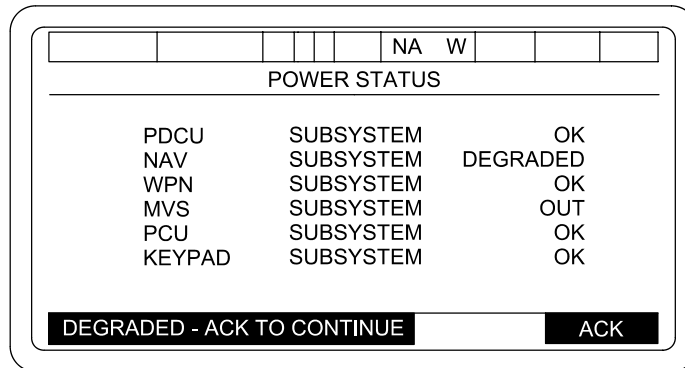 NA W
POWER STATUS
PDCU SUBSYSTEM OK
NAV SUBSYSTEM DEGRADED
WPN SUBSYSTEM OK
MVS SUBSYSTEM OUT
PCU SUBSYSTEM OK
KEYPAD SUBSYSTEM OK
DEGRADED - ACK TO CONTINUE ACK